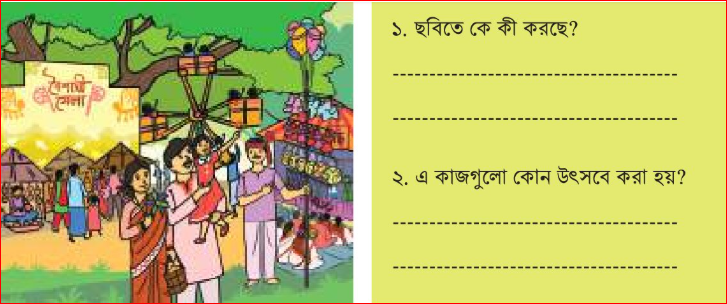 বৈশাখী
মেলা
১. ছবিতে কে কী করছে?
২. এ কাজগুলো কোন উৎসবে করা হয়?